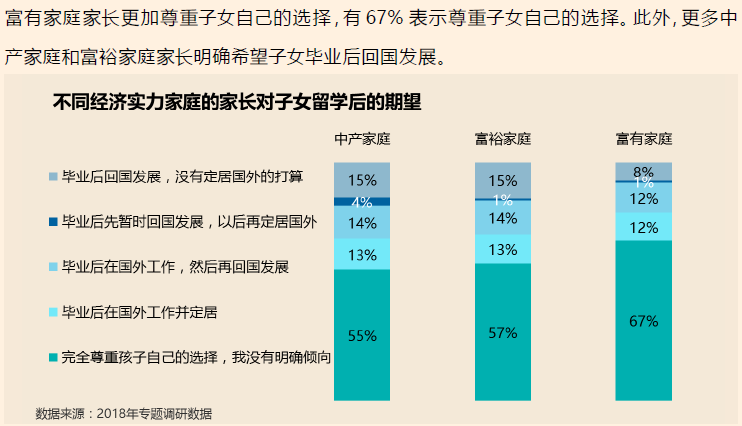 富有家庭家长更加尊重子女自己的选择，有 67% 表示尊重子女自己的选择。此外，更多中
产家庭和富裕家庭家长明确希望子女毕业后回国发展。
不同经济实力家庭的家长对子女留学后的期望
中产家庭 富裕家庭 富有家庭
毕业后回国发展，没有定居国外的打算 15% 15% 8%
毕业后先暂时回国发展，以后再定居国外 4% 1% 1%
毕业后在国外工作，然后再回国发展 14% 14% 12%
毕业后在国外工作并定居 13% 13% 12%
完全尊重孩子自己的选择，我没有明确倾向 55% 57% 67%
数据来源：2018年专题调研数据